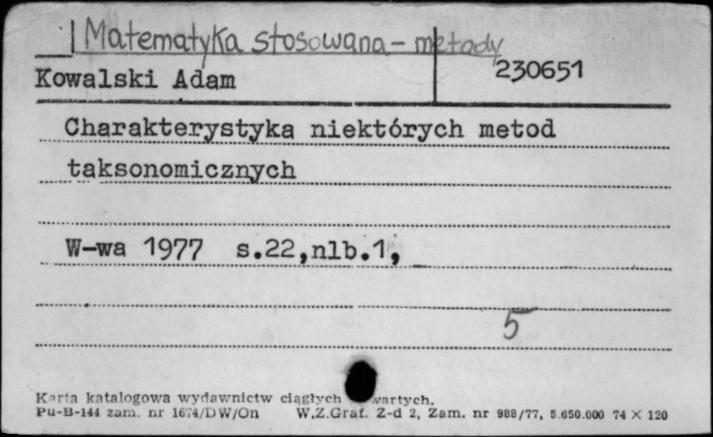 Matematyka stosowana - metody
Kowalski Adam 230651
Charakterystyka niektórych metod
taksonomicznych
W-wa 1977 s.22,nlb.1,
5
Karta katalogowa wydawnictw ciągłych wartych.
Pu-B-144 zam. nr 1674/DW/On W.Z.Graf. Z-d 2, Zam. nr 988/77, 5.650.000 74 × 120